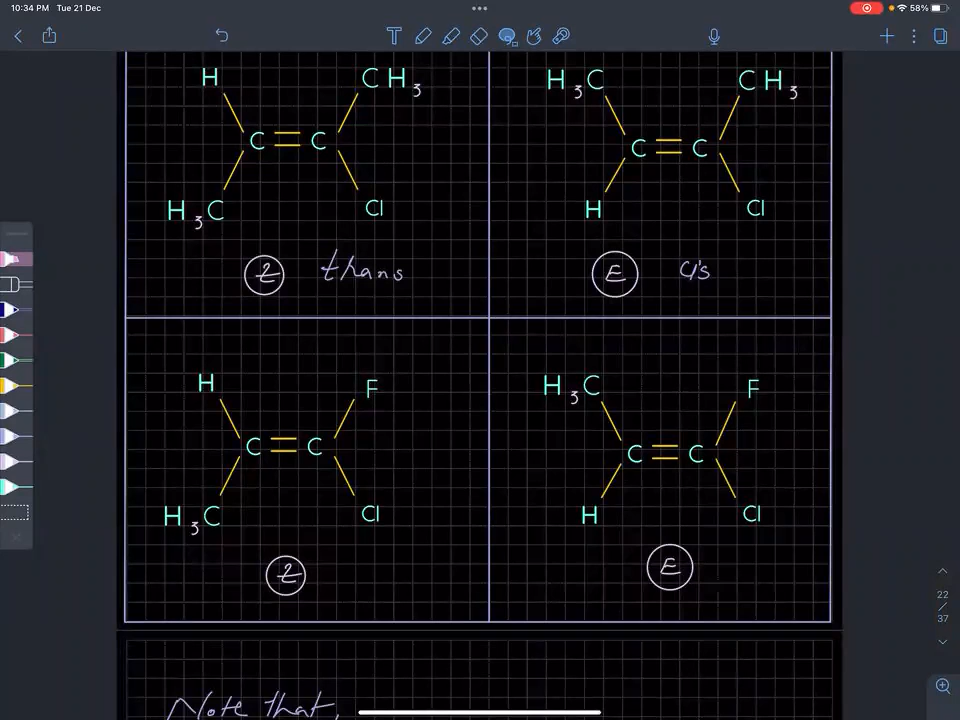 10:34 PM Tue 21 Dec
58%
H CH3
C = C
H3C Cl
Z trans
H3C CH3
C = C
H Cl
E cis
H F
C = C
H3C Cl
Z
H3C F
C = C
H Cl
E
22
/
37
Note that,